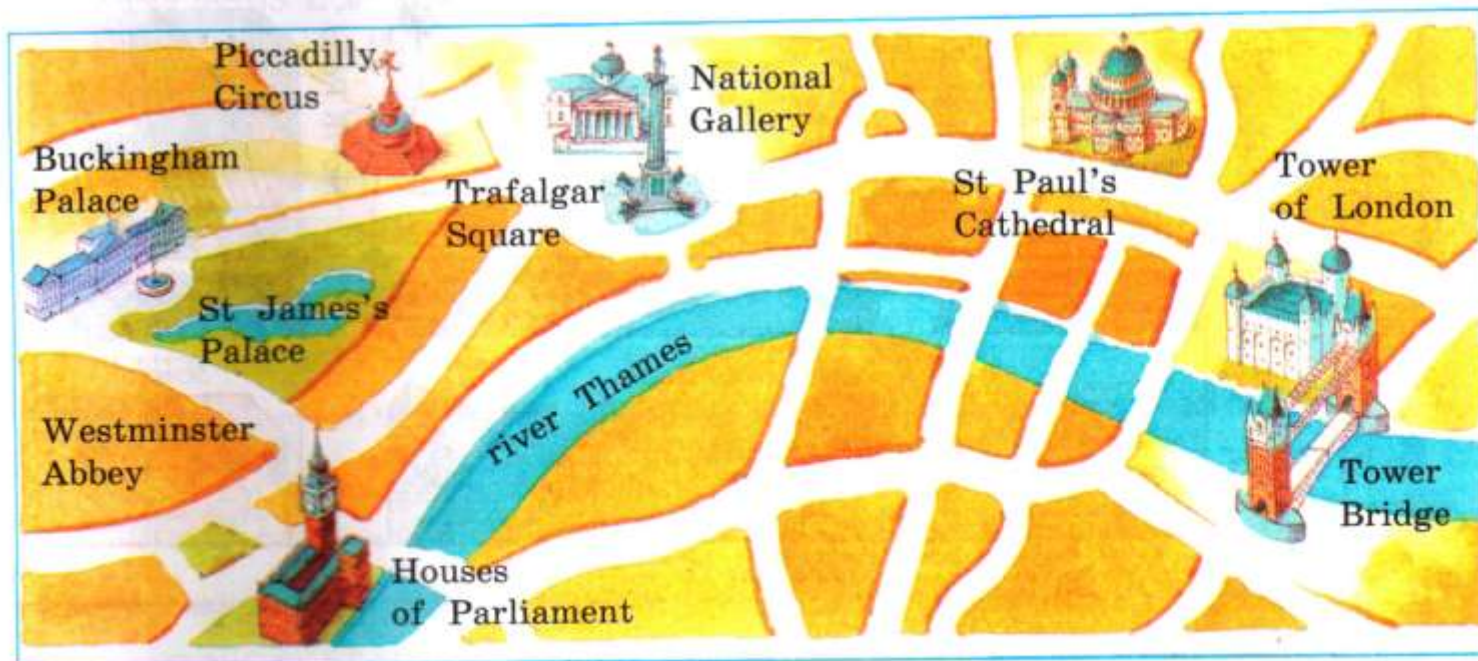 Piccadilly
Circus
National
Gallery
Buckingham
Palace
Trafalgar
Square
St Paul's
Cathedral
Tower
of London
St James's
Palace
river Thames
Westminster
Abbey
Tower
Bridge
Houses
of Parliament